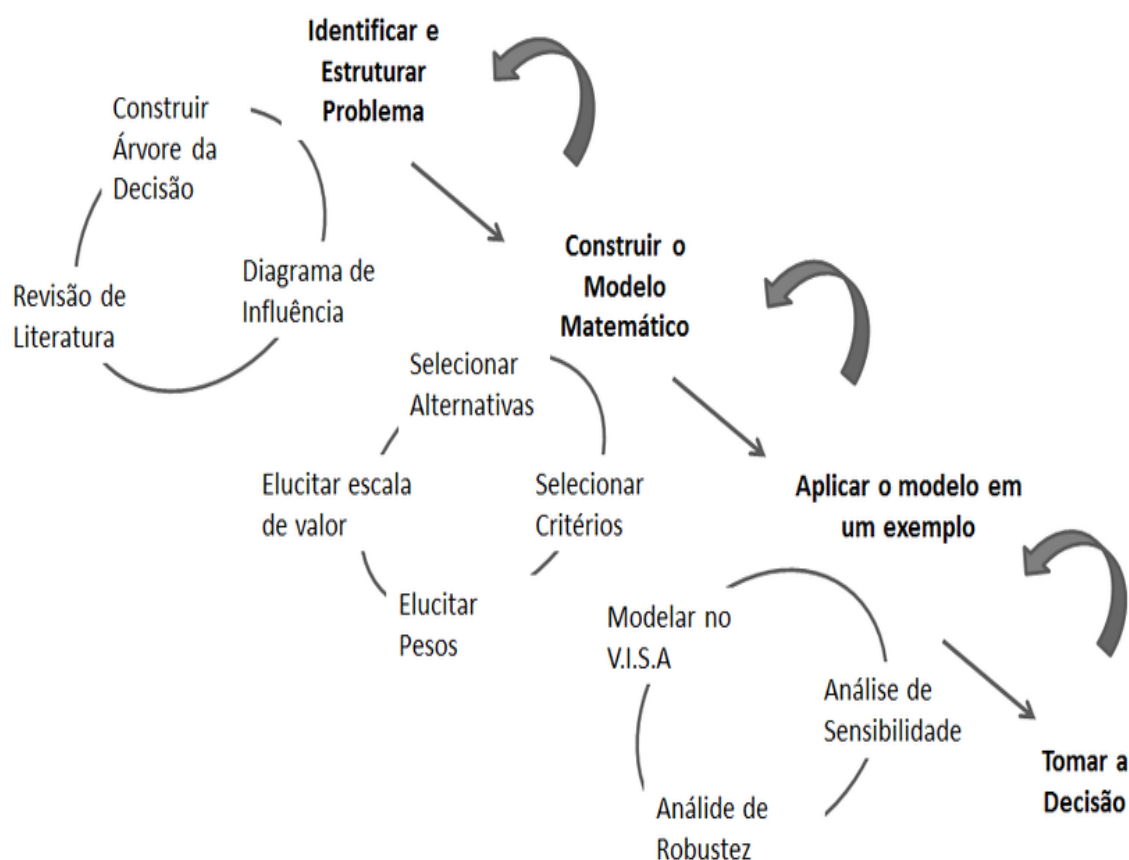 Identificar e
Estruturar
Problema
Construir
Árvore da
Decisão
Diagrama de
Influência
Revisão de
Literatura
Construir o
Modelo
Matemático
Selecionar
Alternativas
Selecionar
Critérios
Elucitar escala
de valor
Elucitar
Pesos
Aplicar o modelo em
um exemplo
Modelar no
V.I.S.A
Análise de
Sensibilidade
Análide de
Robustez
Tomar a
Decisão